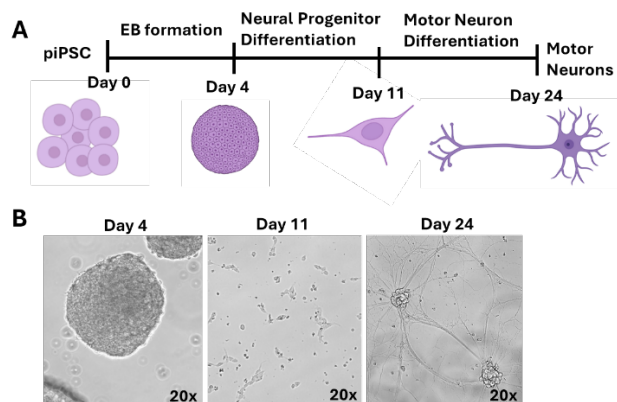 A
EB formation
Neural Progenitor
Differentiation
Motor Neuron
Differentiation
piPSC
Motor
Neurons
Day 0
Day 4
Day 11
Day 24
B
Day 4
Day 11
Day 24
20x
20x
20x